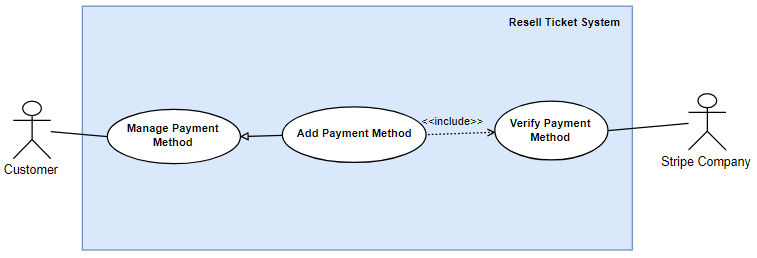 Resell Ticket System
<<include>>
Manage Payment
Method
Add Payment Method
Verify Payment
Method
Customer
Stripe Company